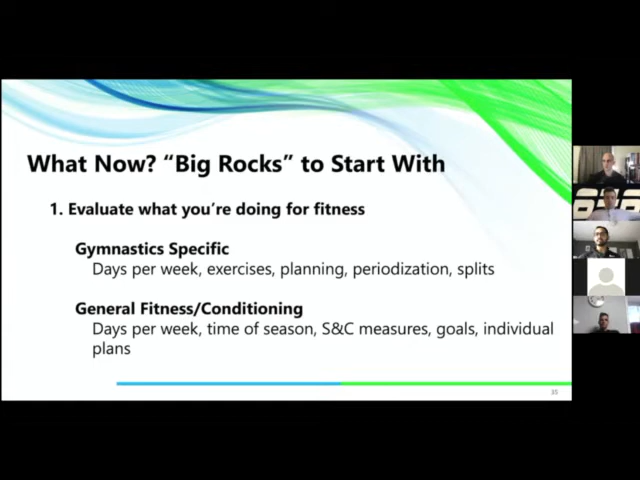 What Now? “Big Rocks” to Start With
1. Evaluate what you’re doing for fitness
Gymnastics Specific
Days per week, exercises, planning, periodization, splits
General Fitness/Conditioning
Days per week, time of season, S&C measures, goals, individual
plans
35